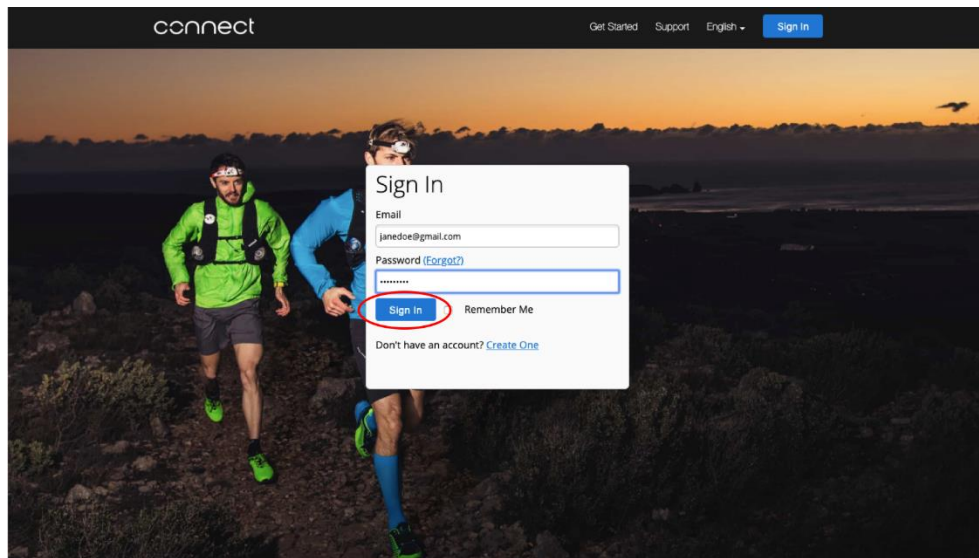 connect
Get Started Support English Sign In
Sign In
Email
janedoe@gmail.com
Password (Forgot?)
•••••••••
Sign In Remember Me
Don't have an account? Create One